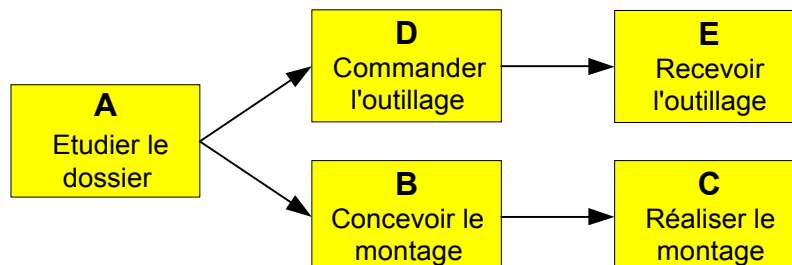 A
Etudier le
dossier
D
Commander
l'outillage
E
Recevoir
l'outillage
B
Concevoir le
montage
C
Réaliser le
montage